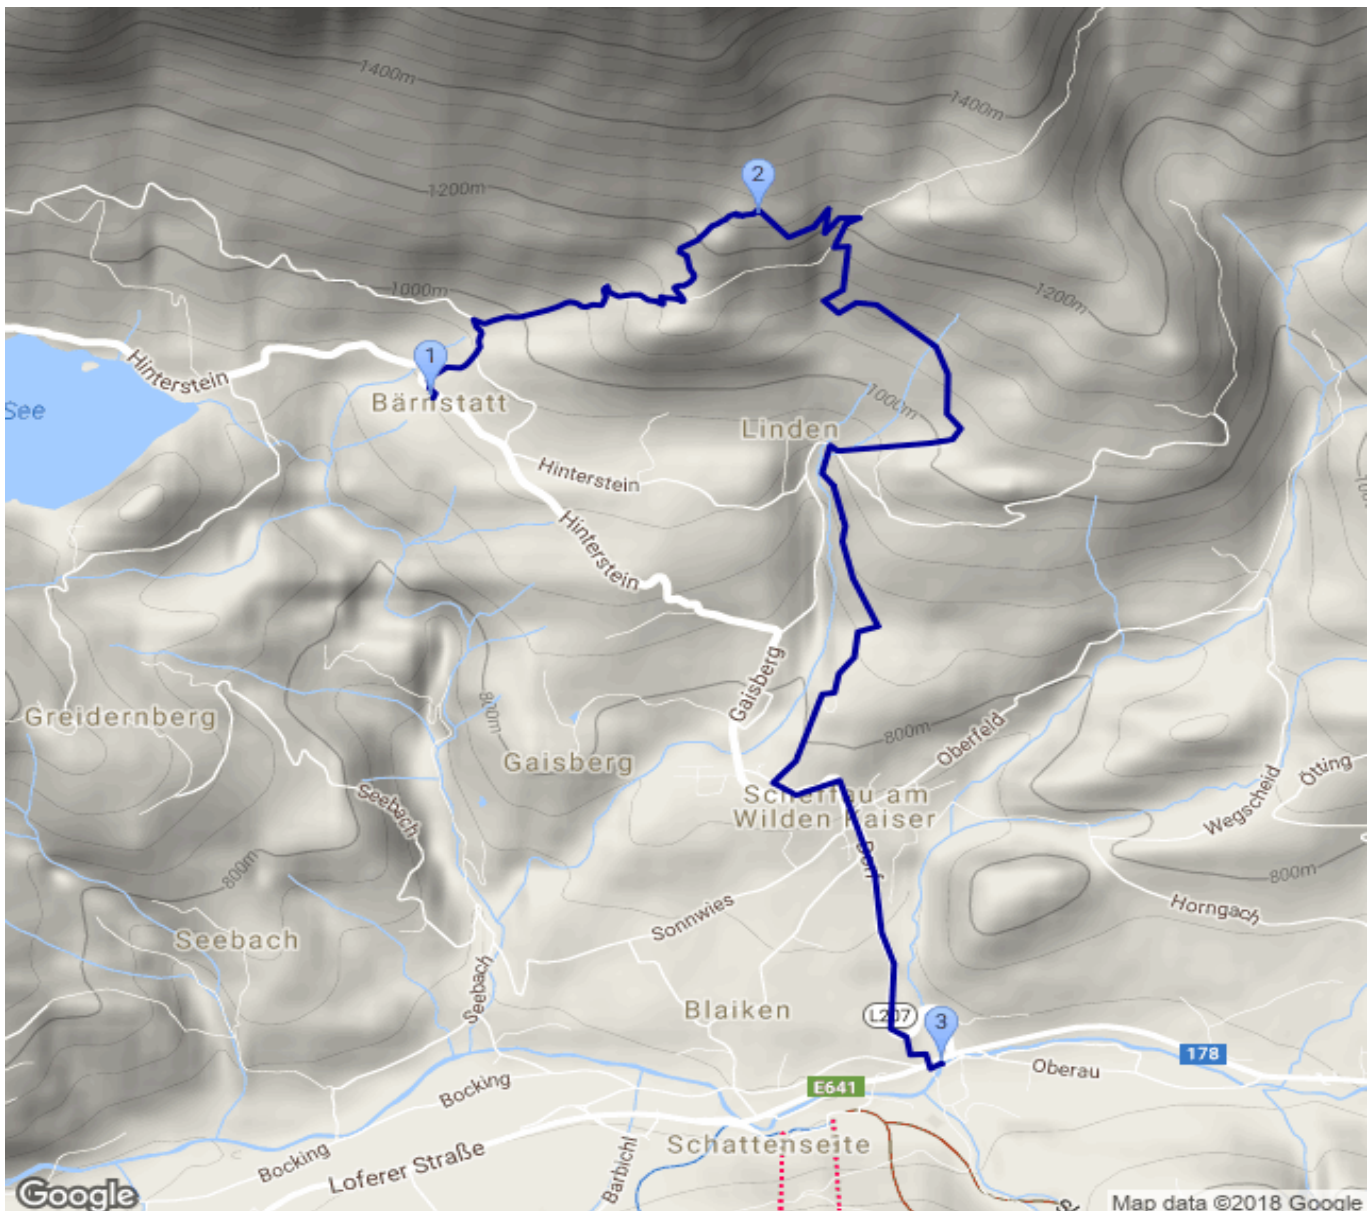 1400m
1400m
2
1200m
1000m
1200m
1
Hinterstein
See
Bärnstatt
1000m
Linden
Hinterstein
Hinterstein
Gaisberg
800m
Greidernberg
800m
Oberfeld
Gaisberg
Ötting
Seebach
Scheffau am
Wilden Kaiser
Wegscheid
800m
Dorf
800m
Horngach
Sonnwies
Seebach
Seebach
Blaiken
L207
3
178
Oberau
E641
Bocking
Schattenseite
Bocking
Loferer Straße
Barbichl
Google
Map data ©2018 Google